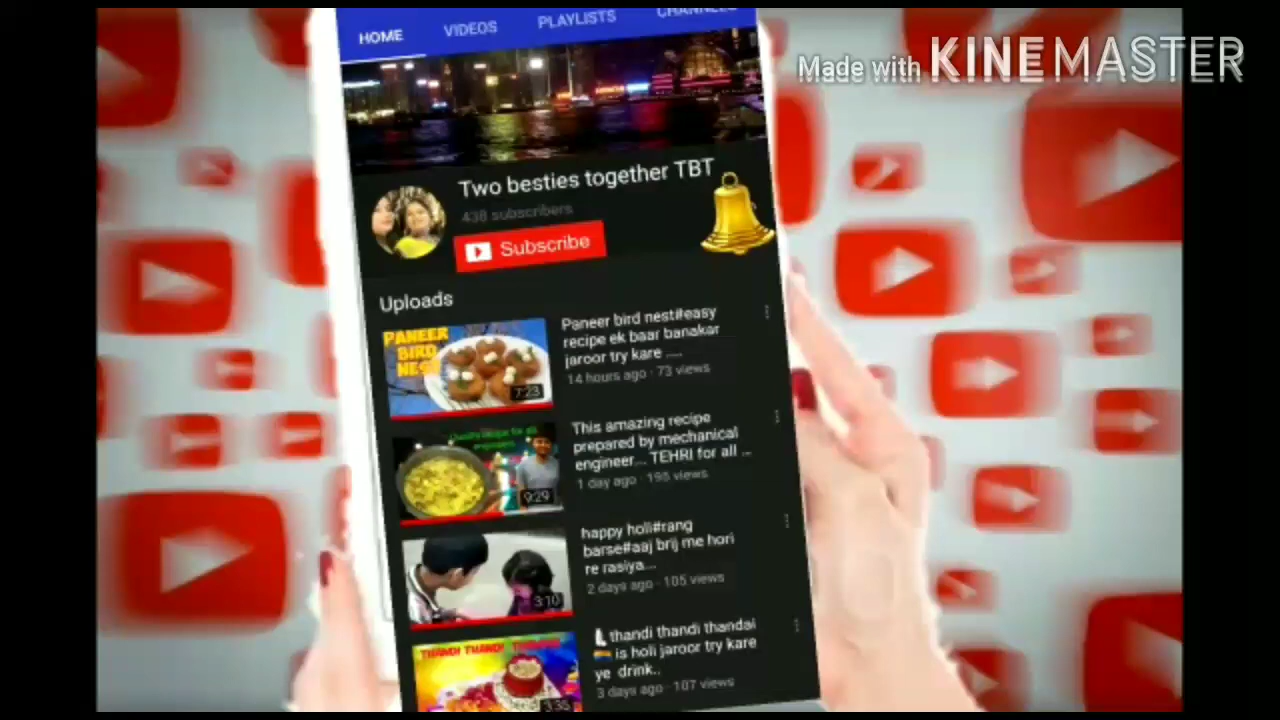 HOME VIDEOS PLAYLISTS CHANNELS
Made with KINEMASTER
Two besties together TBT
438 subscribers
Subscribe
Uploads
PANEER
BIRD
NEST
7:23
Paneer bird nest#easy
recipe ek baar banakar
jaroor try kare ....
14 hours ago · 73 views
9:29
This amazing recipe
prepared by mechanical
engineer... TEHRI for all ...
1 day ago · 195 views
3:10
happy holi#rang
barse#aaj brij me hori
re rasiya...
2 days ago · 105 views
THANDI THANDI
3:35
thandi thandi thandai
is holi jaroor try kare
ye drink..
3 days ago · 107 views